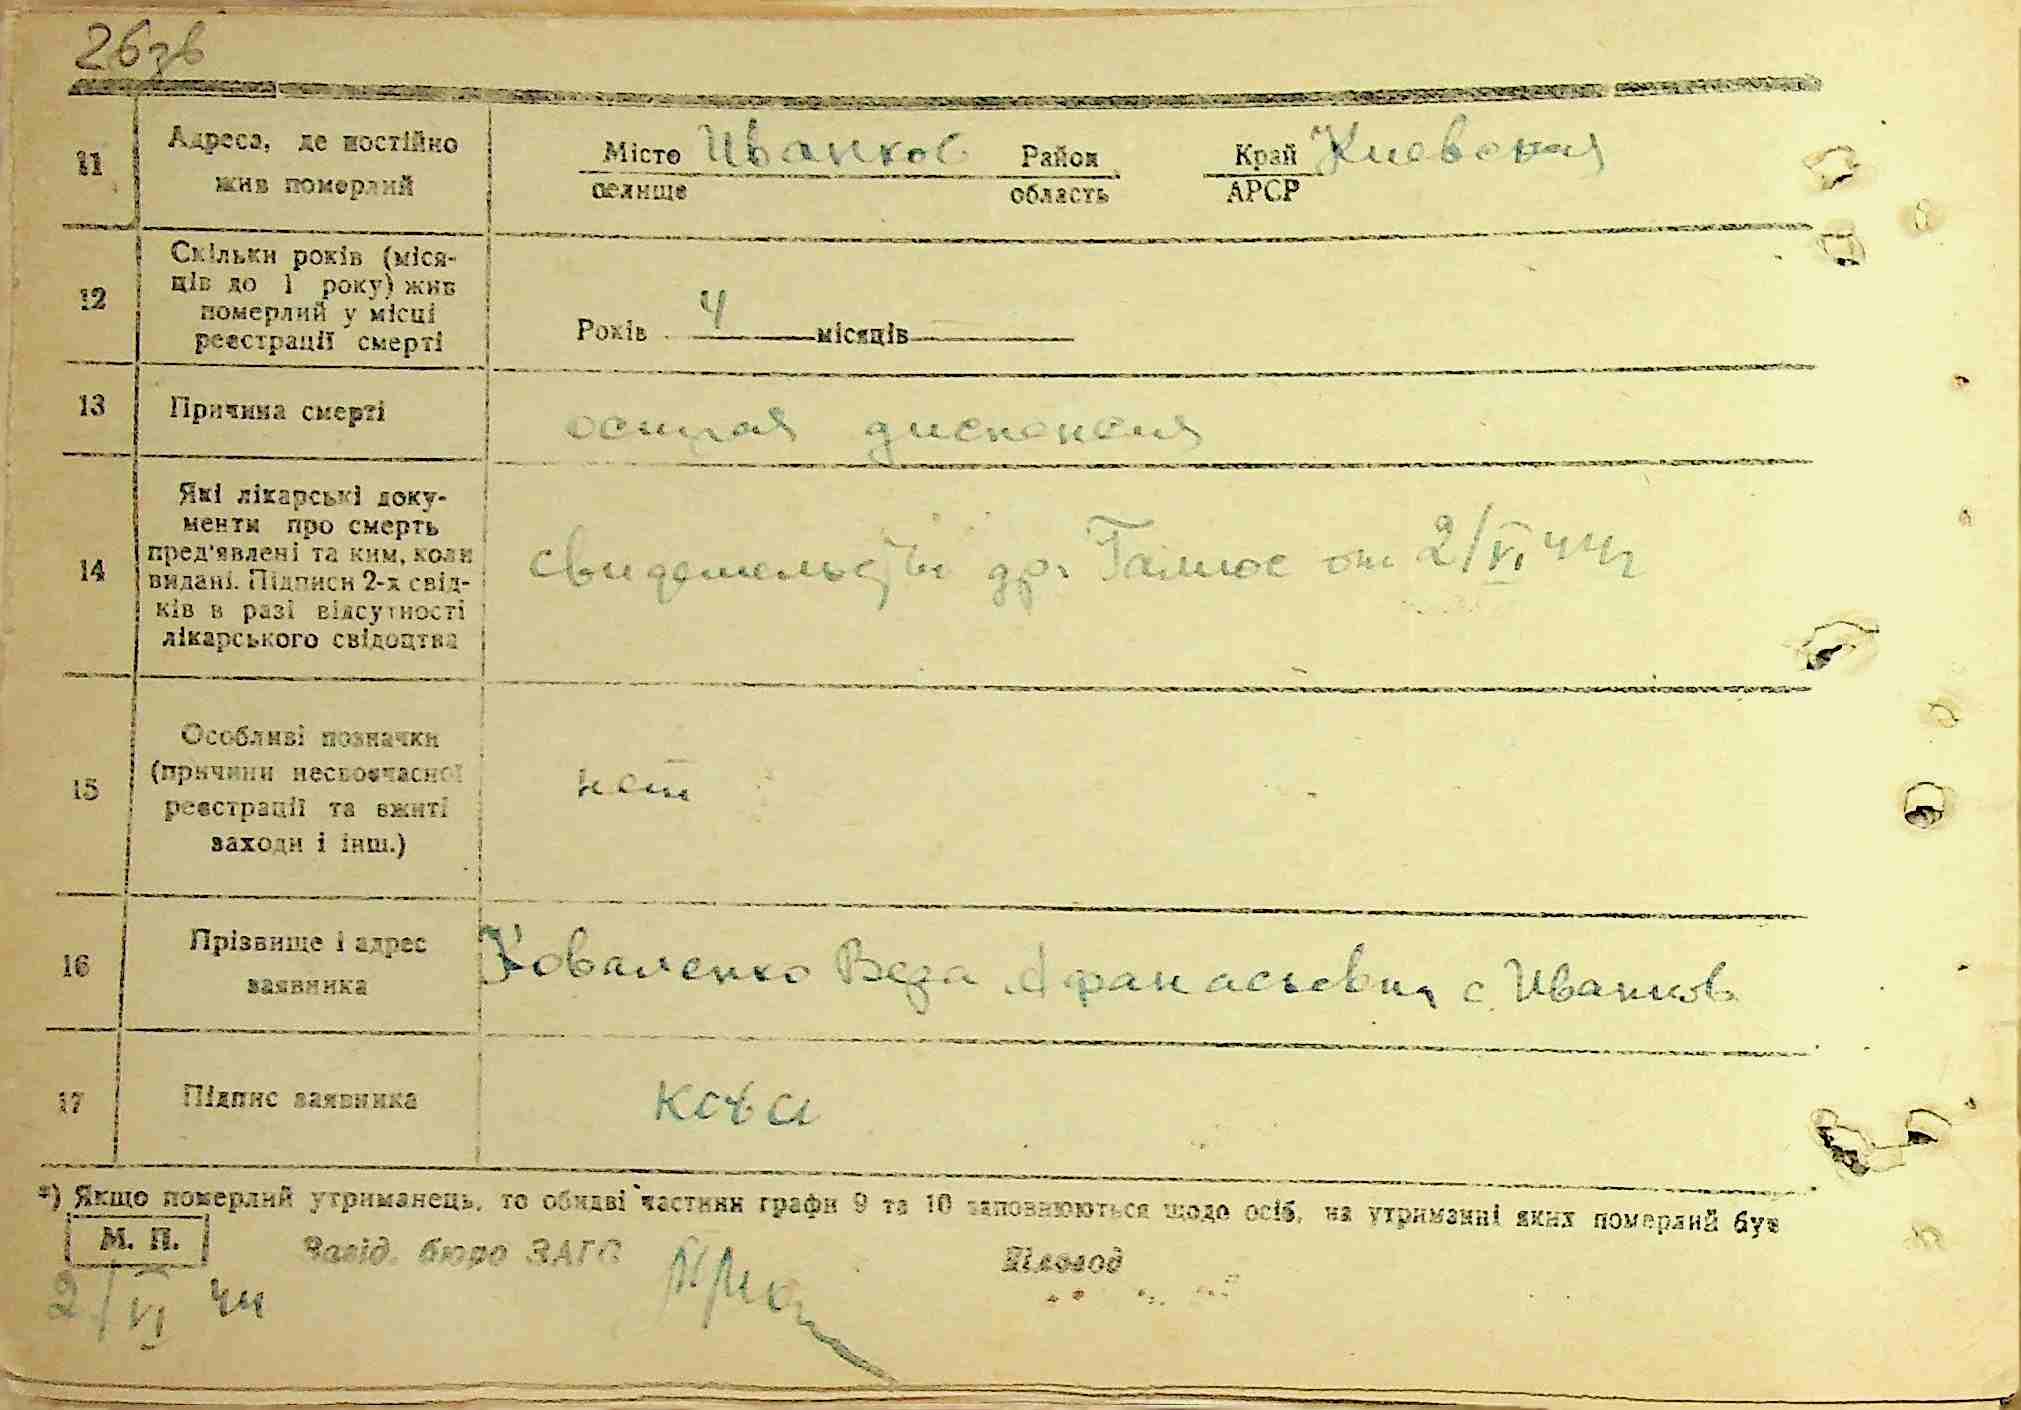 26зв
11 Адреса, де постійно жив померлий
Місто селище Иванков Район область Край АРСР Киевская
12 Скільки років (міся-
ців до 1 року) жив
померлий у місці
реєстрації смерті
Років 4 місяців
13 Причина смерті острая диспепсия
14 Які лікарські доку-
менти про смерть
пред'явлені та ким, коли
видані. Підписи 2-х свід-
ків в разі відсутності
лікарського свідоцтва
др. от 2/VI 44г
15 Особливі позначки
(причини несвоєчасної
реєстрації та вжиті
заходи і інш.)
нет
16 Прізвище і адрес
заявника
Коваленко Вера Афанасьевна с. Иванков
17 Підпис заявника
*) Якщо померлий утриманець, то обидві частини графи 9 та 10 заповнюються щодо осіб, на утриманні яких померлий був
М. П.
Завід. бюро ЗАГС Діловод
2/VI 44